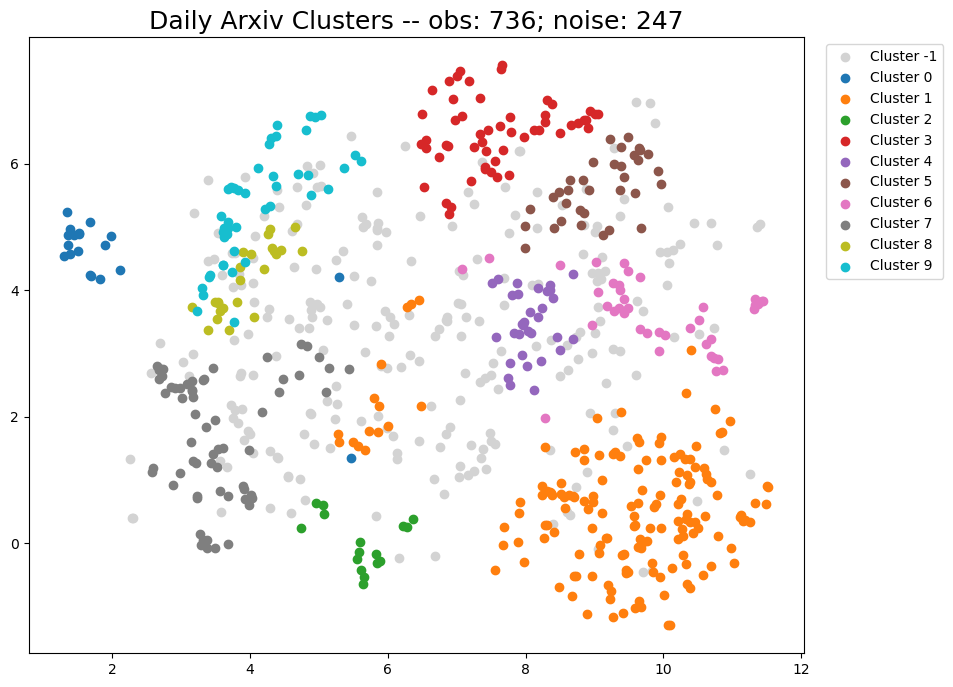 Daily Arxiv Clusters -- obs: 736; noise: 247
Cluster -1
Cluster 0
Cluster 1
Cluster 2
Cluster 3
Cluster 4
Cluster 5
Cluster 6
Cluster 7
Cluster 8
Cluster 9
6
4
2
0
2
4
6
8
10
12